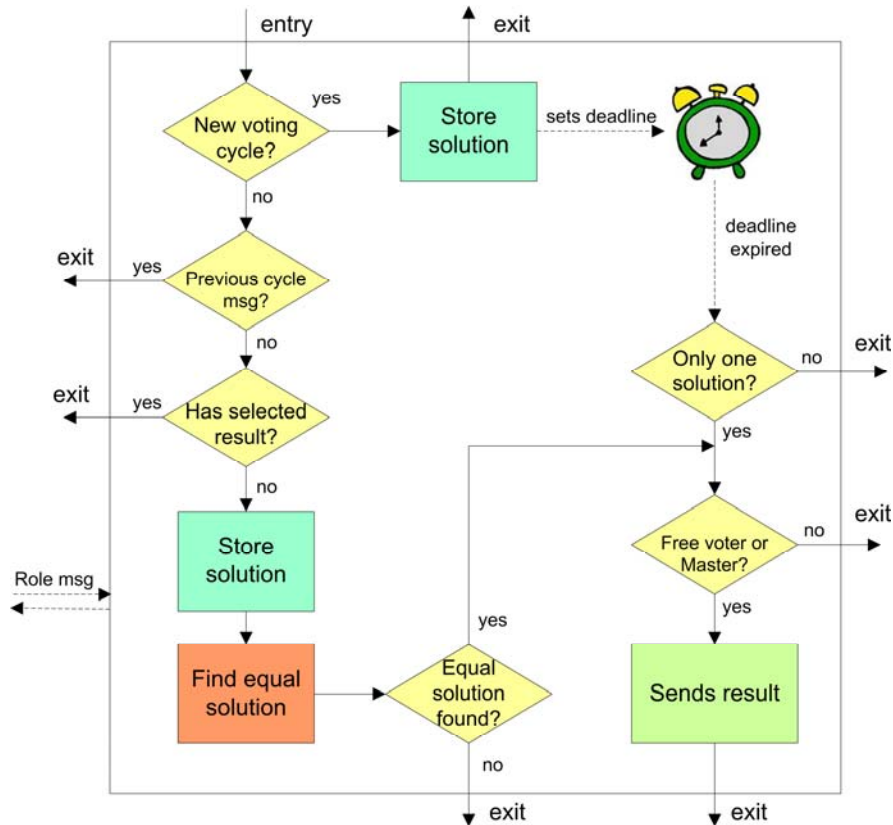 entry
exit
yes
New voting
cycle?
Store
solution
sets deadline
no
deadline
expired
exit
yes
Previous cycle
msg?
no
Only one
solution?
no
exit
exit
yes
Has selected
result?
yes
no
Store
solution
Free voter or
Master?
no
exit
Role msg
yes
yes
Find equal
solution
Equal
solution
found?
Sends result
no
exit
exit